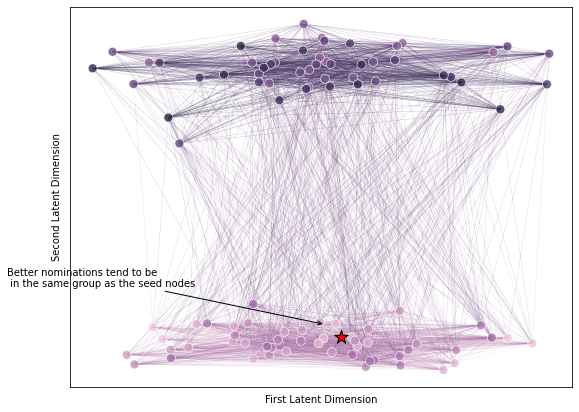 Second Latent Dimension
Better nominations tend to be
in the same group as the seed nodes
First Latent Dimension